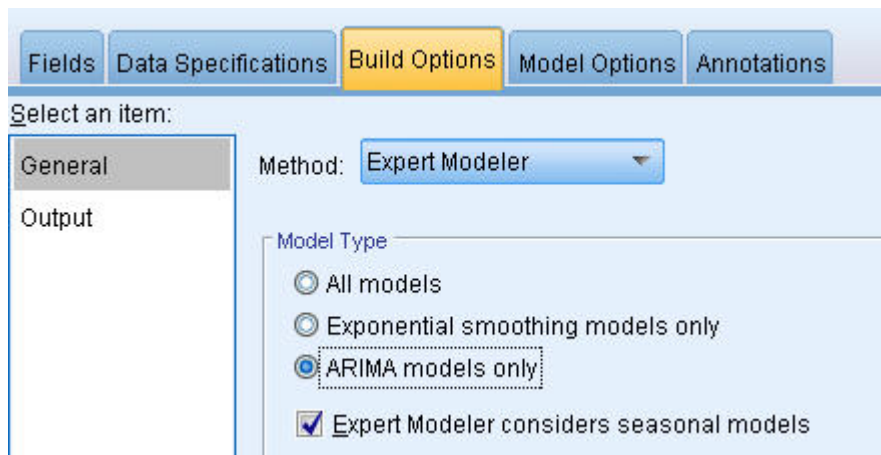 Fields Data Specifications Build Options Model Options Annotations
Select an item:
General
Output
Method: Expert Modeler
Model Type
All models
Exponential smoothing models only
ARIMA models only
Expert Modeler considers seasonal models